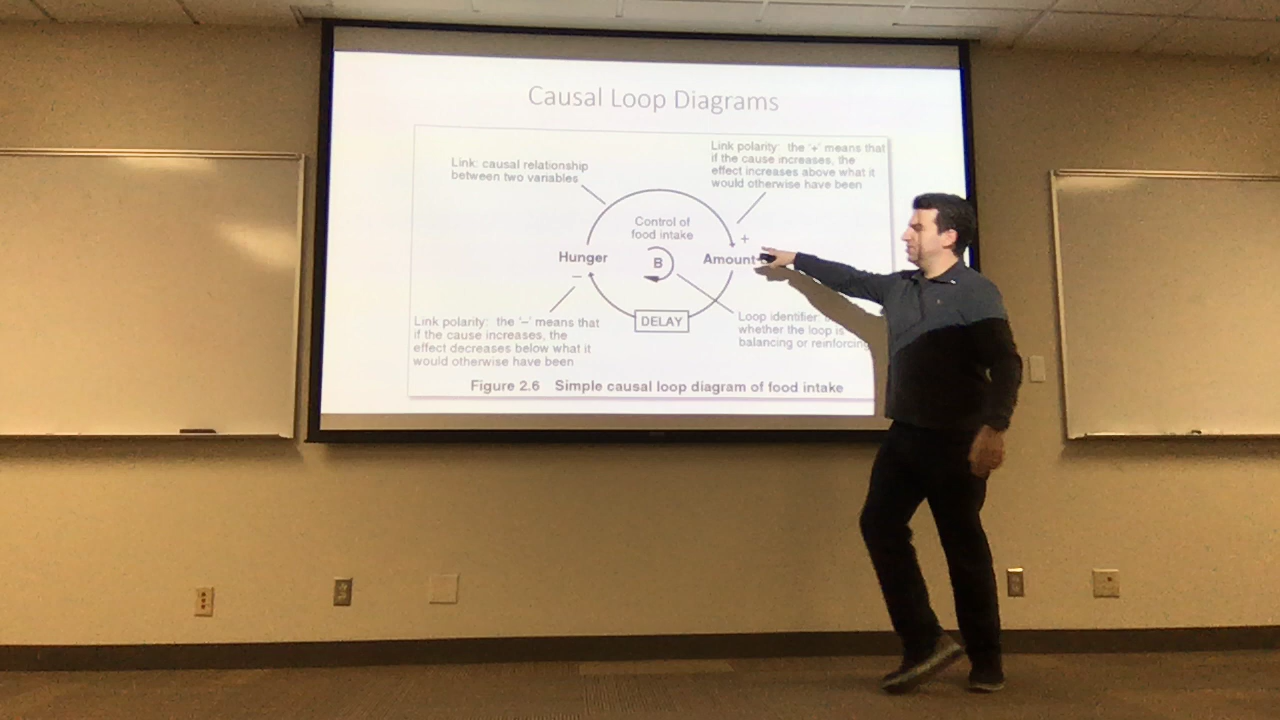 Causal Loop Diagrams
Link: causal relationship
between two variables
Link polarity: the '+' means that
if the cause increases, the
effect increases above what it
would otherwise have been
Control of
food intake
+
Hunger
B
Amount
–
DELAY
Link polarity: the '–' means that
if the cause increases, the
effect decreases below what it
would otherwise have been
Loop identifier:
whether the loop is
balancing or reinforcing
Figure 2.6 Simple causal loop diagram of food intake